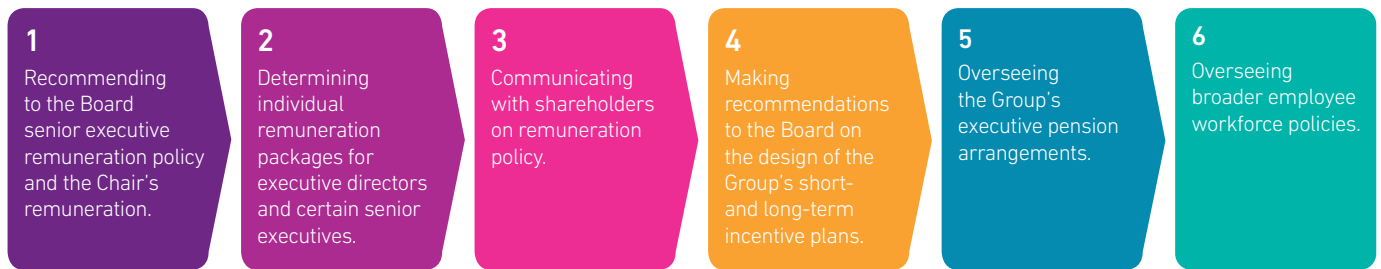 1
Recommending
to the Board
senior executive
remuneration policy
and the Chair's
remuneration.
2
Determining
individual
remuneration
packages for
executive directors
and certain senior
executives.
3
Communicating
with shareholders
on remuneration
policy.
4
Making
recommendations
to the Board on
the design of the
Group's short-
and long-term
incentive plans.
5
Overseeing
the Group's
executive pension
arrangements.
6
Overseeing
broader employee
workforce policies.